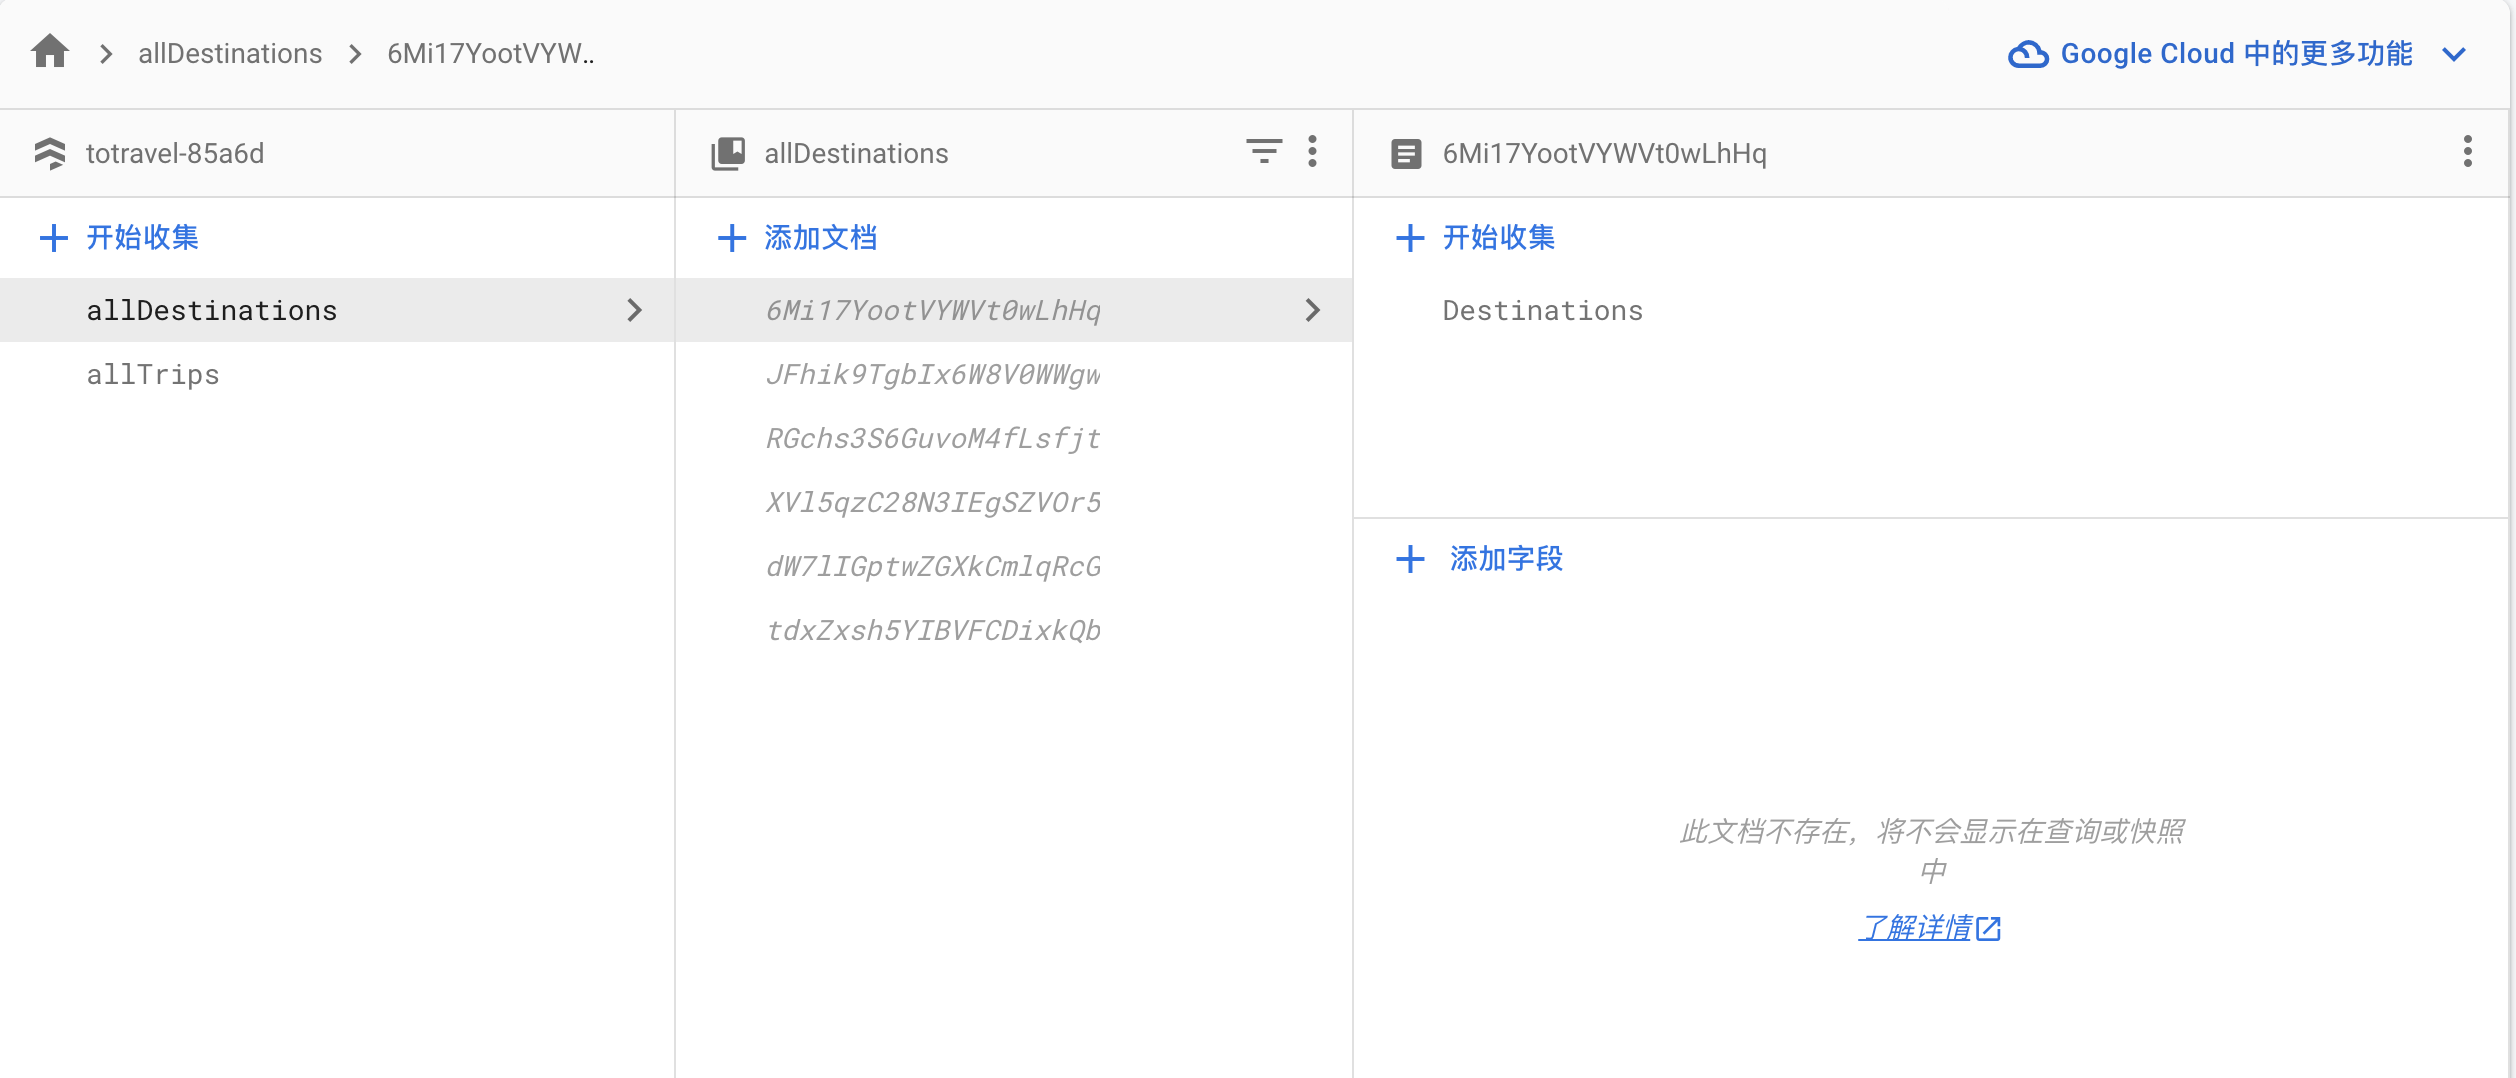 allDestinations
6Mi17YootVYW..
Google Cloud 中的更多功能
totravel-85a6d
allDestinations
6Mi17YootVYWVt0wLhHq
开始收集
添加文档
开始收集
allDestinations
6Mi17YootVYWVt0wLhHq
Destinations
allTrips
JFhik9TgbIx6W8V0WWgw
RGchs3S6GuvoM4fLsfjt
XVl5qzC28N3IEgSZVOr5
dW7lIGptwZGXkCmlqRcG
添加字段
tdxZxsh5YIBVFCDixkQb
此文档不存在，将不会显示在查询或快照
中
了解详情